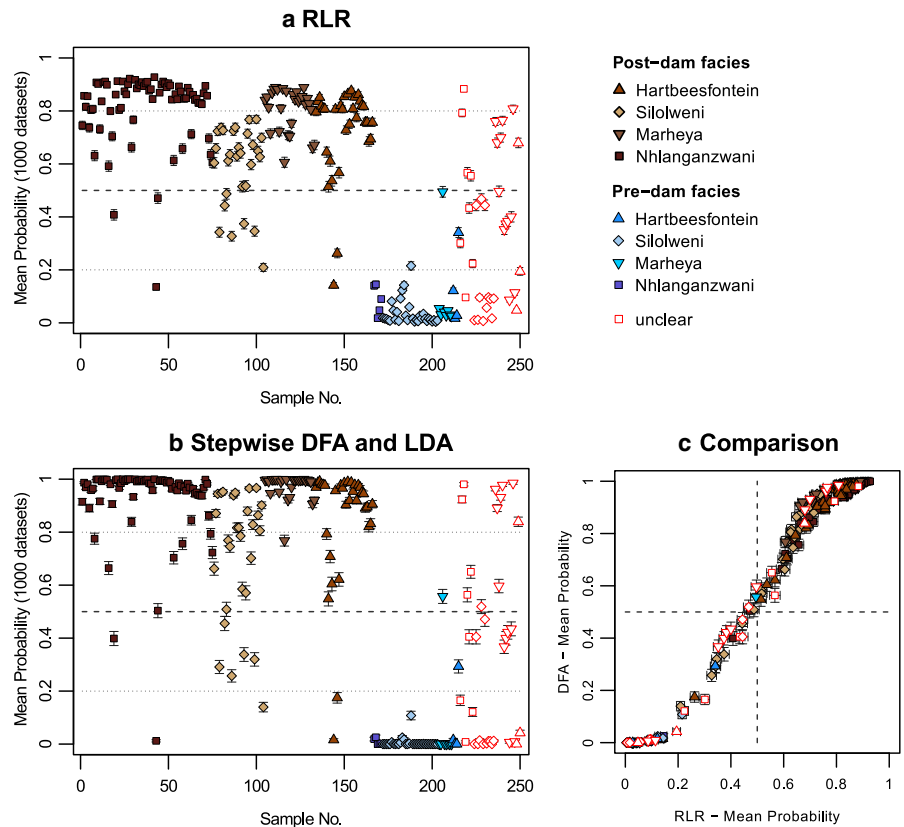 a RLR
Mean Probability (1000 datasets)
1
0.8
0.6
0.4
0.2
0
0 50 100 150 200 250
Sample No.
Post-dam facies
Hartbeesfontein
Silolweni
Marheya
Nhlanganzwani
Pre-dam facies
Hartbeesfontein
Silolweni
Marheya
Nhlanganzwani
unclear
b Stepwise DFA and LDA
Mean Probability (1000 datasets)
1
0.8
0.6
0.4
0.2
0
0 50 100 150 200 250
Sample No.
c Comparison
DFA - Mean Probability
1
0.8
0.6
0.4
0.2
0
0 0.2 0.4 0.6 0.8 1
RLR - Mean Probability